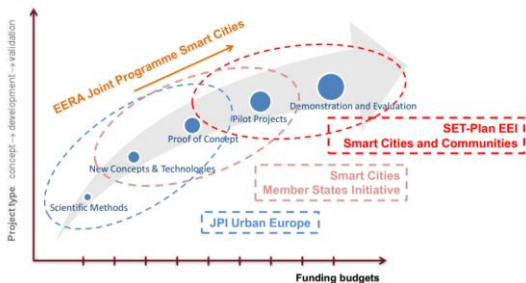 EERA Joint Programme Smart Cities
Demonstration and Evaluation
Pilot Projects
Proof of Concept
New Concepts & Technologies
Scientific Methods
SET-Plan EEI
Smart Cities and Communities
Smart Cities
Member States Initiative
JPI Urban Europe
Project type: concept → development → validation
Funding budgets